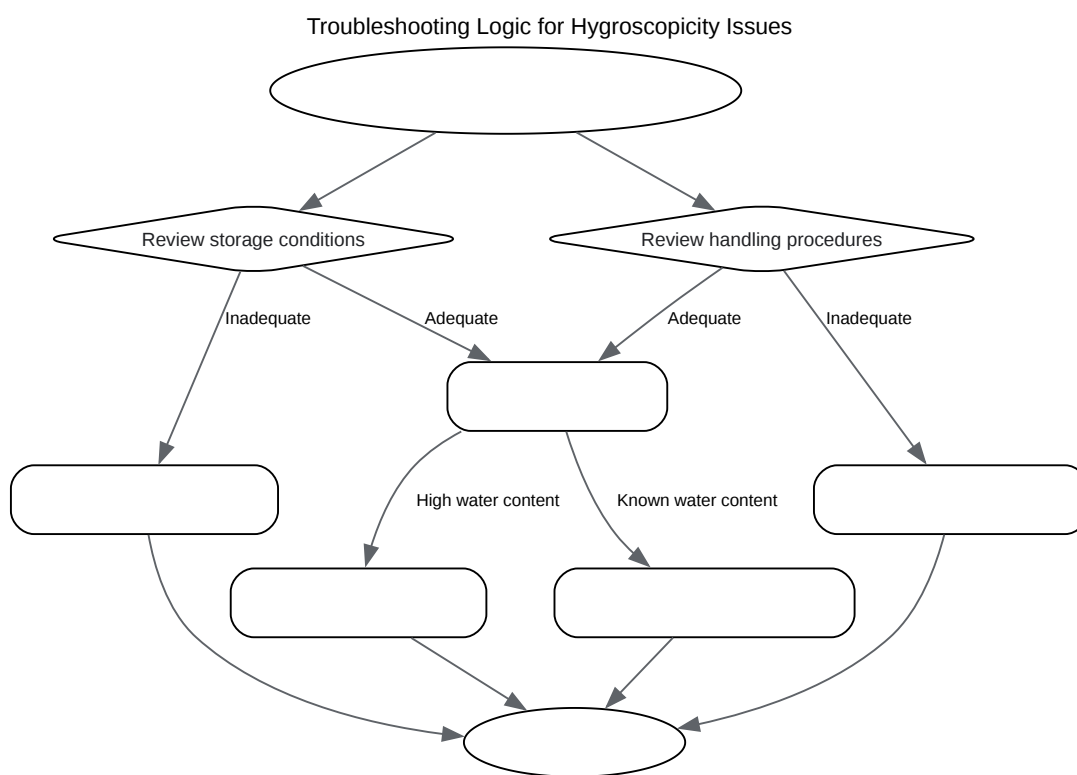 Troubleshooting Logic for Hygroscopicity Issues
Review storage conditions
Review handling procedures
Inadequate
Adequate
Adequate
Inadequate
High water content
Known water content